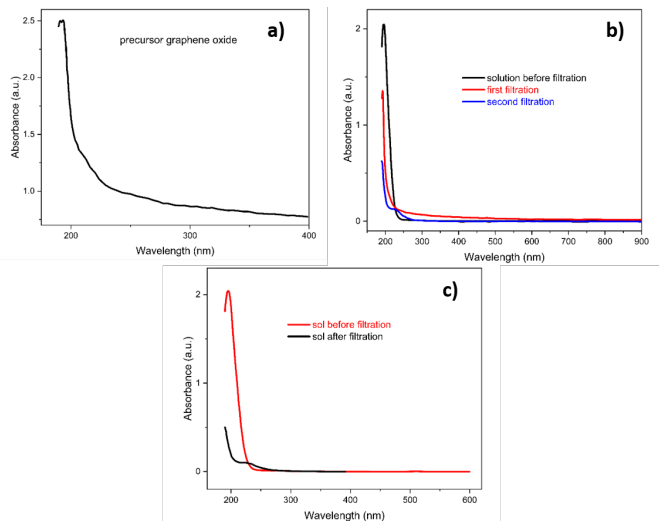 a)
precursor graphene oxide
2.5
2.0
1.5
1.0
Absorbance (a.u.)
200
300
400
Wavelength (nm)
b)
solution before filtration
first filtration
second filtration
2
1
0
Absorbance (a.u.)
200 300 400 500 600 700 800 900
Wavelength (nm)
c)
sol before filtration
sol after filtration
2
1
0
Absorbance (a.u.)
200
300
400
500
600
Wavelength (nm)